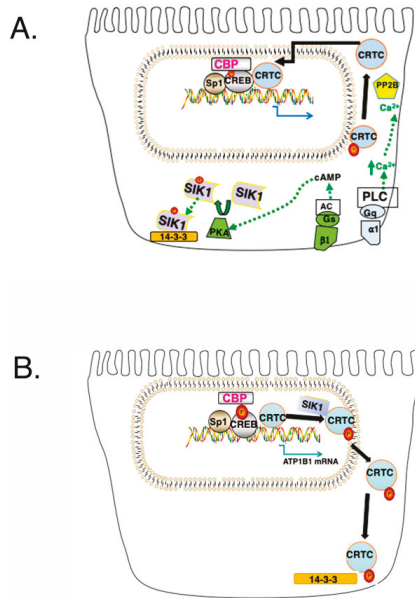 A.
CBP
Sp1
CREB
CRTC
CRTC
PP2B
Ca2+
CRTC
P
Ca2+
cAMP
PLC
SIK1
SIK1
SIK1
14-3-3
PKA
AC
Gs
β1
Gq
α1
B.
CBP
P
Sp1
CREB
CRTC
SIK1
CRTC
P
ATP1B1 mRNA
CRTC
P
CRTC
P
14-3-3